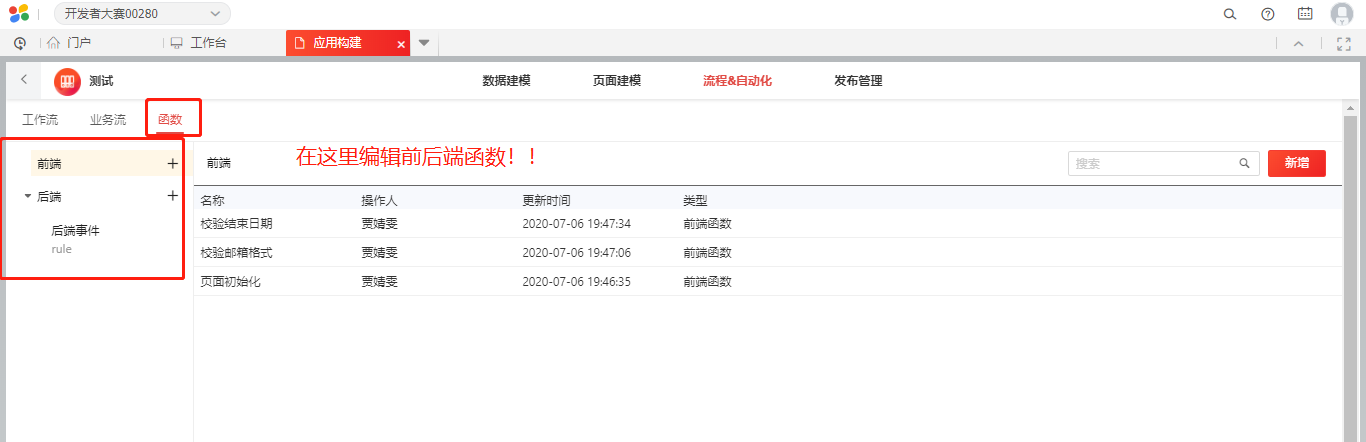 开发者大赛00280
门户
工作台
应用构建
测试
数据建模
页面建模
流程&自动化
发布管理
工作流
业务流
函数
前端
后端
后端事件
rule
前端
在这里编辑前后端函数！！
搜索
新增
名称 操作人 更新时间 类型
校验结束日期 贾婧雯 2020-07-06 19:47:34 前端函数
校验邮箱格式 贾婧雯 2020-07-06 19:47:06 前端函数
页面初始化 贾婧雯 2020-07-06 19:46:35 前端函数